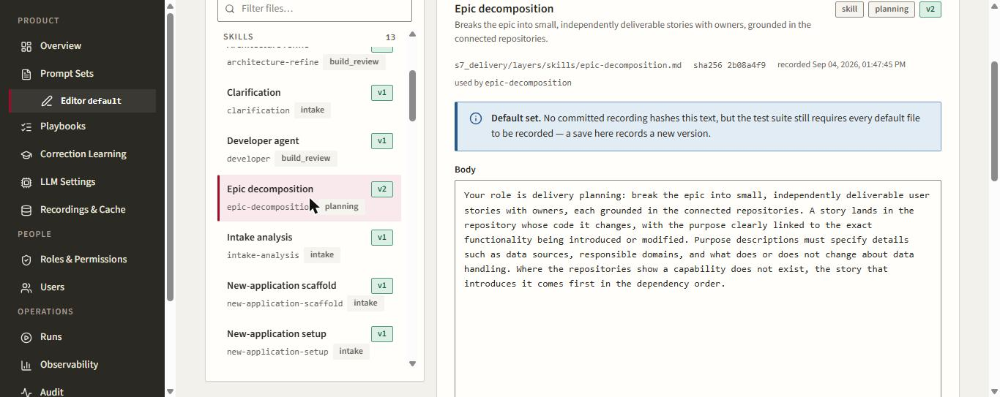 PRODUCT
Overview
Prompt Sets
Editor default
Playbooks
Correction Learning
LLM Settings
Recordings & Cache
PEOPLE
Roles & Permissions
Users
OPERATIONS
Runs
Observability
Audit
Filter files…
SKILLS 13
architecture-refine build_review
Clarification v1
clarification intake
Developer agent v1
developer build_review
Epic decomposition v2
planning
Intake analysis v1
intake-analysis intake
New-application scaffold v1
new-application-scaffold intake
New-application setup v1
new-application-setup intake
Epic decomposition skill planning v2
Breaks the epic into small, independently deliverable stories with owners, grounded in the
connected repositories.
s7_delivery/layers/skills/epic-decomposition.md sha256 2b08a4f9 recorded Sep 04, 2026, 01:47:45 PM
used by epic-decomposition
Default set. No committed recording hashes this text, but the test suite still requires every default file
to be recorded — a save here records a new version.
Body
Your role is delivery planning: break the epic into small, independently deliverable user
stories with owners, each grounded in the connected repositories. A story lands in the
repository whose code it changes, with the purpose clearly linked to the exact
functionality being introduced or modified. Purpose descriptions must specify details
such as data sources, responsible domains, and what does or does not change about data
handling. Where the repositories show a capability does not exist, the story that
introduces it comes first in the dependency order.